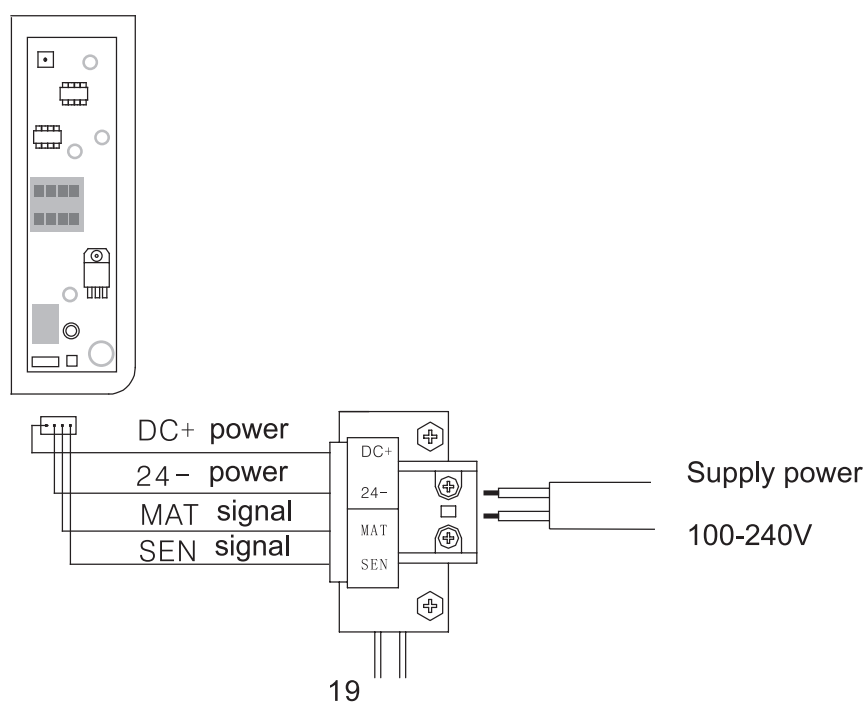 DC+ power
24- power
MAT signal
SEN signal
DC+
24-
MAT
SEN
Supply power
100-240V
19